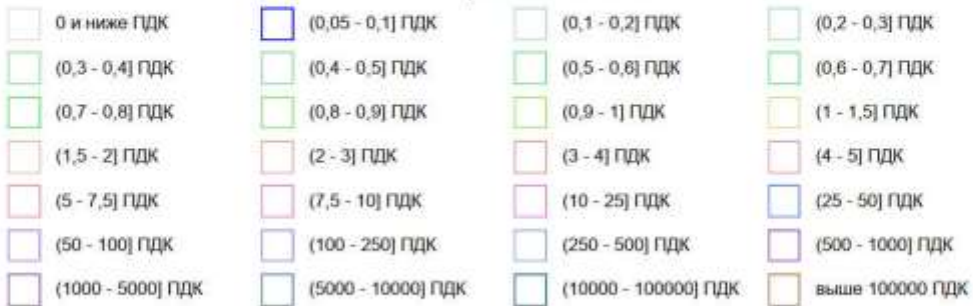 0 и ниже ПДК (0,05 - 0,1] ПДК (0,1 - 0,2] ПДК (0,2 - 0,3] ПДК
(0,3 - 0,4] ПДК (0,4 - 0,5] ПДК (0,5 - 0,6] ПДК (0,6 - 0,7] ПДК
(0,7 - 0,8] ПДК (0,8 - 0,9] ПДК (0,9 - 1] ПДК (1 - 1,5] ПДК
(1,5 - 2] ПДК (2 - 3] ПДК (3 - 4] ПДК (4 - 5] ПДК
(5 - 7,5] ПДК (7,5 - 10] ПДК (10 - 25] ПДК (25 - 50] ПДК
(50 - 100] ПДК (100 - 250] ПДК (250 - 500] ПДК (500 - 1000] ПДК
(1000 - 5000] ПДК (5000 - 10000] ПДК (10000 - 100000] ПДК выше 100000 ПДК